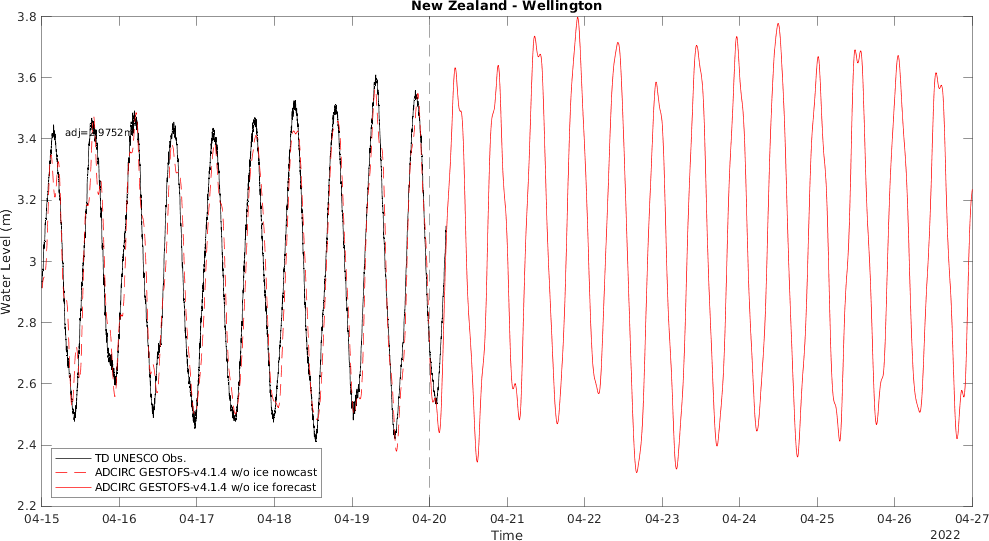 New Zealand - Wellington
3.8
3.6
3.4
3.2
3
2.8
2.6
2.4
2.2
Water Level (m)
adj=2.9752m
TD UNESCO Obs.
ADCIRC GESTOFS-v4.1.4 w/o ice nowcast
ADCIRC GESTOFS-v4.1.4 w/o ice forecast
04-15 04-16 04-17 04-18 04-19 04-20 04-21 04-22 04-23 04-24 04-25 04-26 04-27
Time
2022